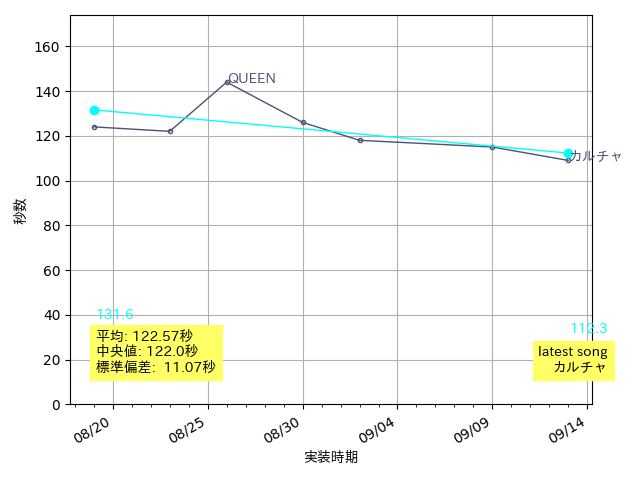 160
140
120
100
80
60
40
20
0
秒数
QUEEN
カルチャ
131.6
平均: 122.57秒
中央値: 122.0秒
標準偏差: 11.07秒
112.3
latest song
カルチャ
08/20
08/25
08/30
09/04
09/09
09/14
実装時期